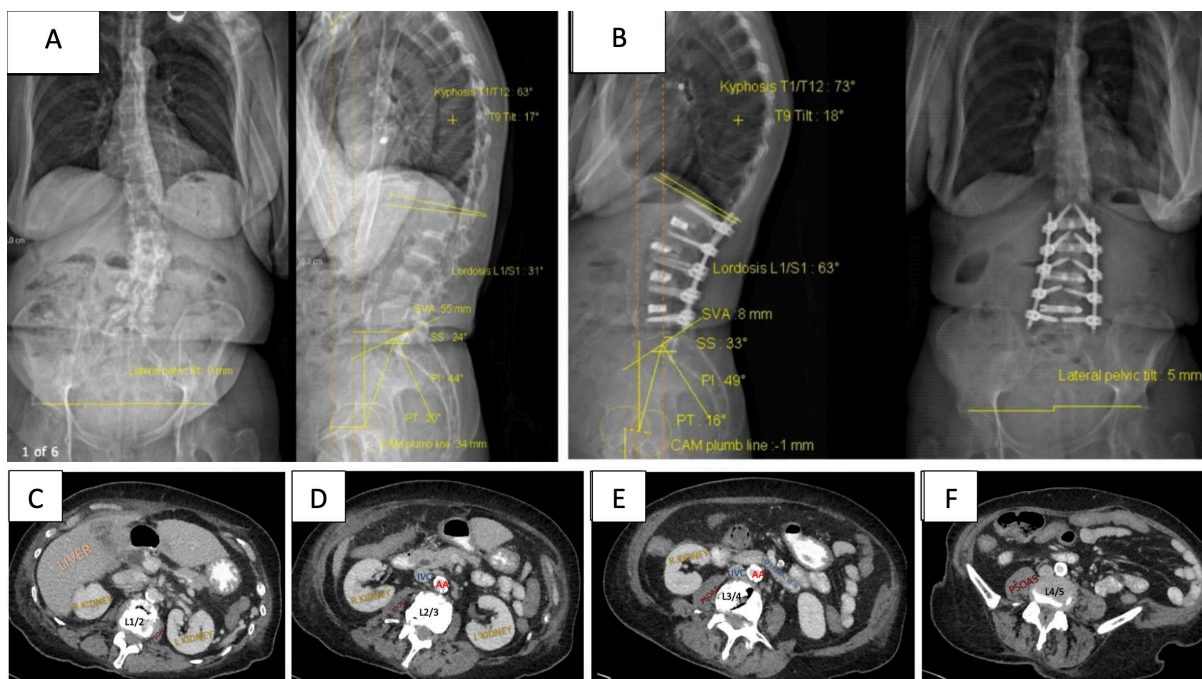 A
Kyphosis T1/T12 : 63°
T9 Tilt : 17°
Lordosis L1/S1 : 31°
SVA 55 mm
SS : 24°
PI : 44°
PT : 20°
CAM plumb line: 34 mm
Lateral pelvic tilt : 0 mm
1 of 6
B
Kyphosis T1/T12 : 73°
T9 Tilt : 18°
Lordosis L1/S1 : 63°
SVA :8 mm
SS : 33°
PI : 49°
PT : 16°
CAM plumb line :-1 mm
Lateral pelvic tilt : 5 mm
C
LIVER
R KIDNEY
L1/2
L KIDNEY
D
R KIDNEY
IVC
AA
L2/3
L KIDNEY
E
R KIDNEY
IVC
AA
PSOAS
L3/4
F
PSOAS
L4/5